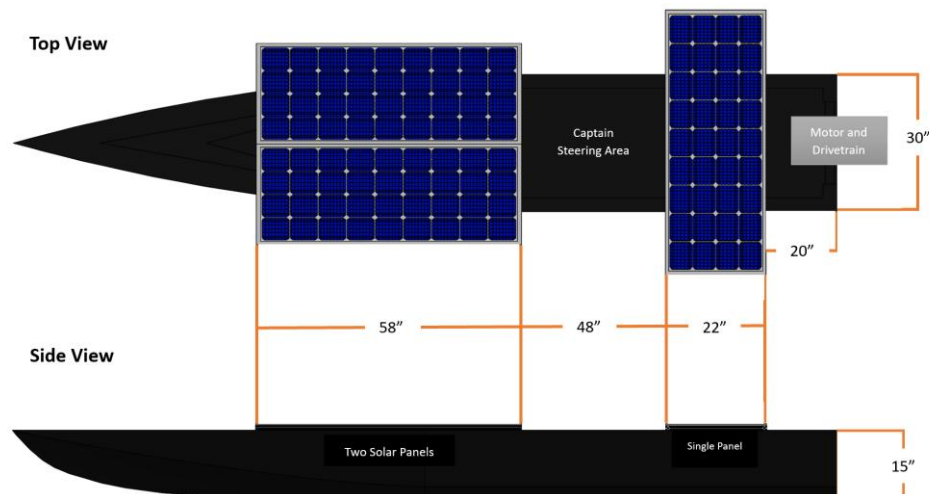 Top View
Captain
Steering Area
Motor and
Drivetrain
30”
20”
58”
48”
22”
Side View
Two Solar Panels
Single Panel
15”